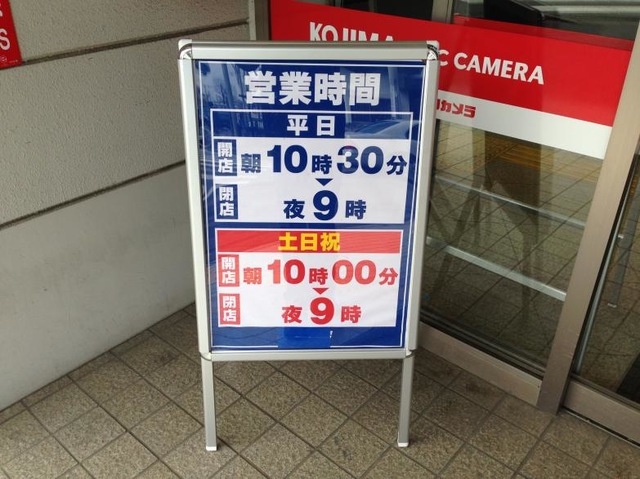 KOJIMA
C CAMERA
カメラ
営業時間
平日
開店 朝10時30分
閉店 夜9時
土日祝
開店 朝10時00分
閉店 夜9時